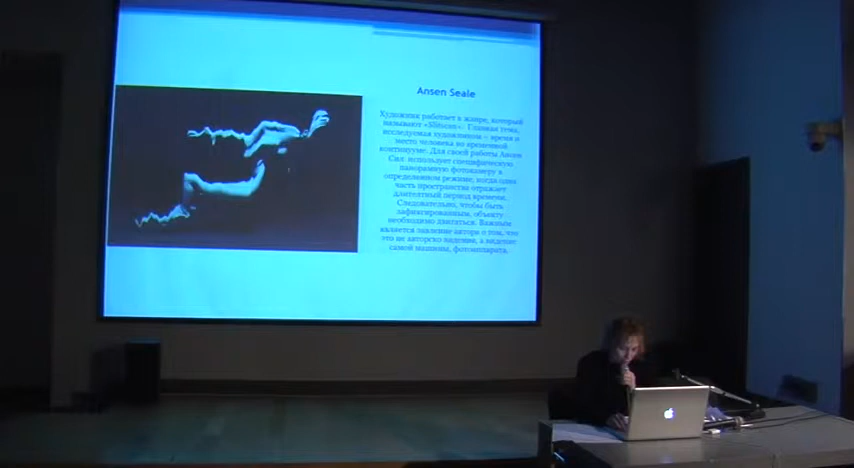 Ansen Seale
Художник работает в жанре, который
называют «Slitscan». Главная тема,
исследуемая художником – время и
место человека во временной
континууме. Для своей работы Ансен
Сил использует специфическую
панорамную фотокамеру в
определенном режиме, когда одна
часть пространства отражает
длительный период времени.
Следовательно, чтобы быть
зафиксированным, объекту
необходимо двигаться. Важным
является заявление автора о том, что
это не авторско видение, а видение
самой машины, фотоаппарата.